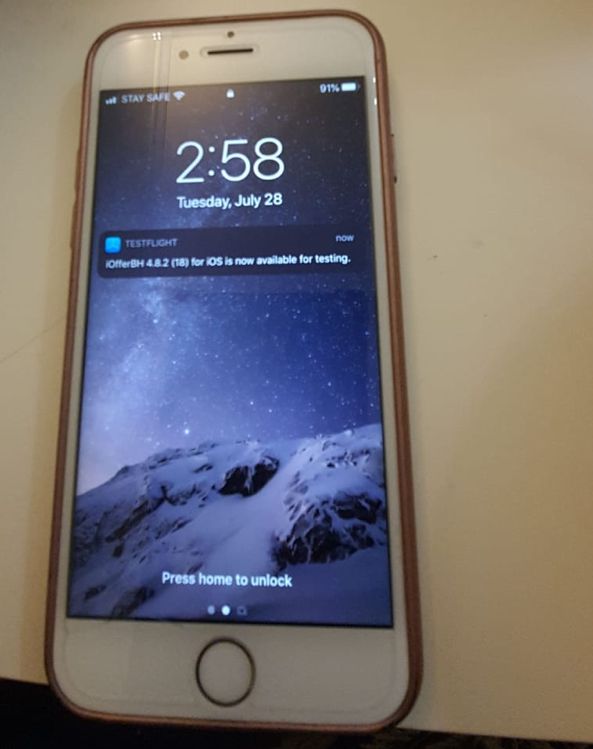 STAY SAFE
91%
2:58
Tuesday, July 28
TESTFLIGHT
now
iOfferBH 4.8.2 (18) for iOS is now available for testing.
Press home to unlock